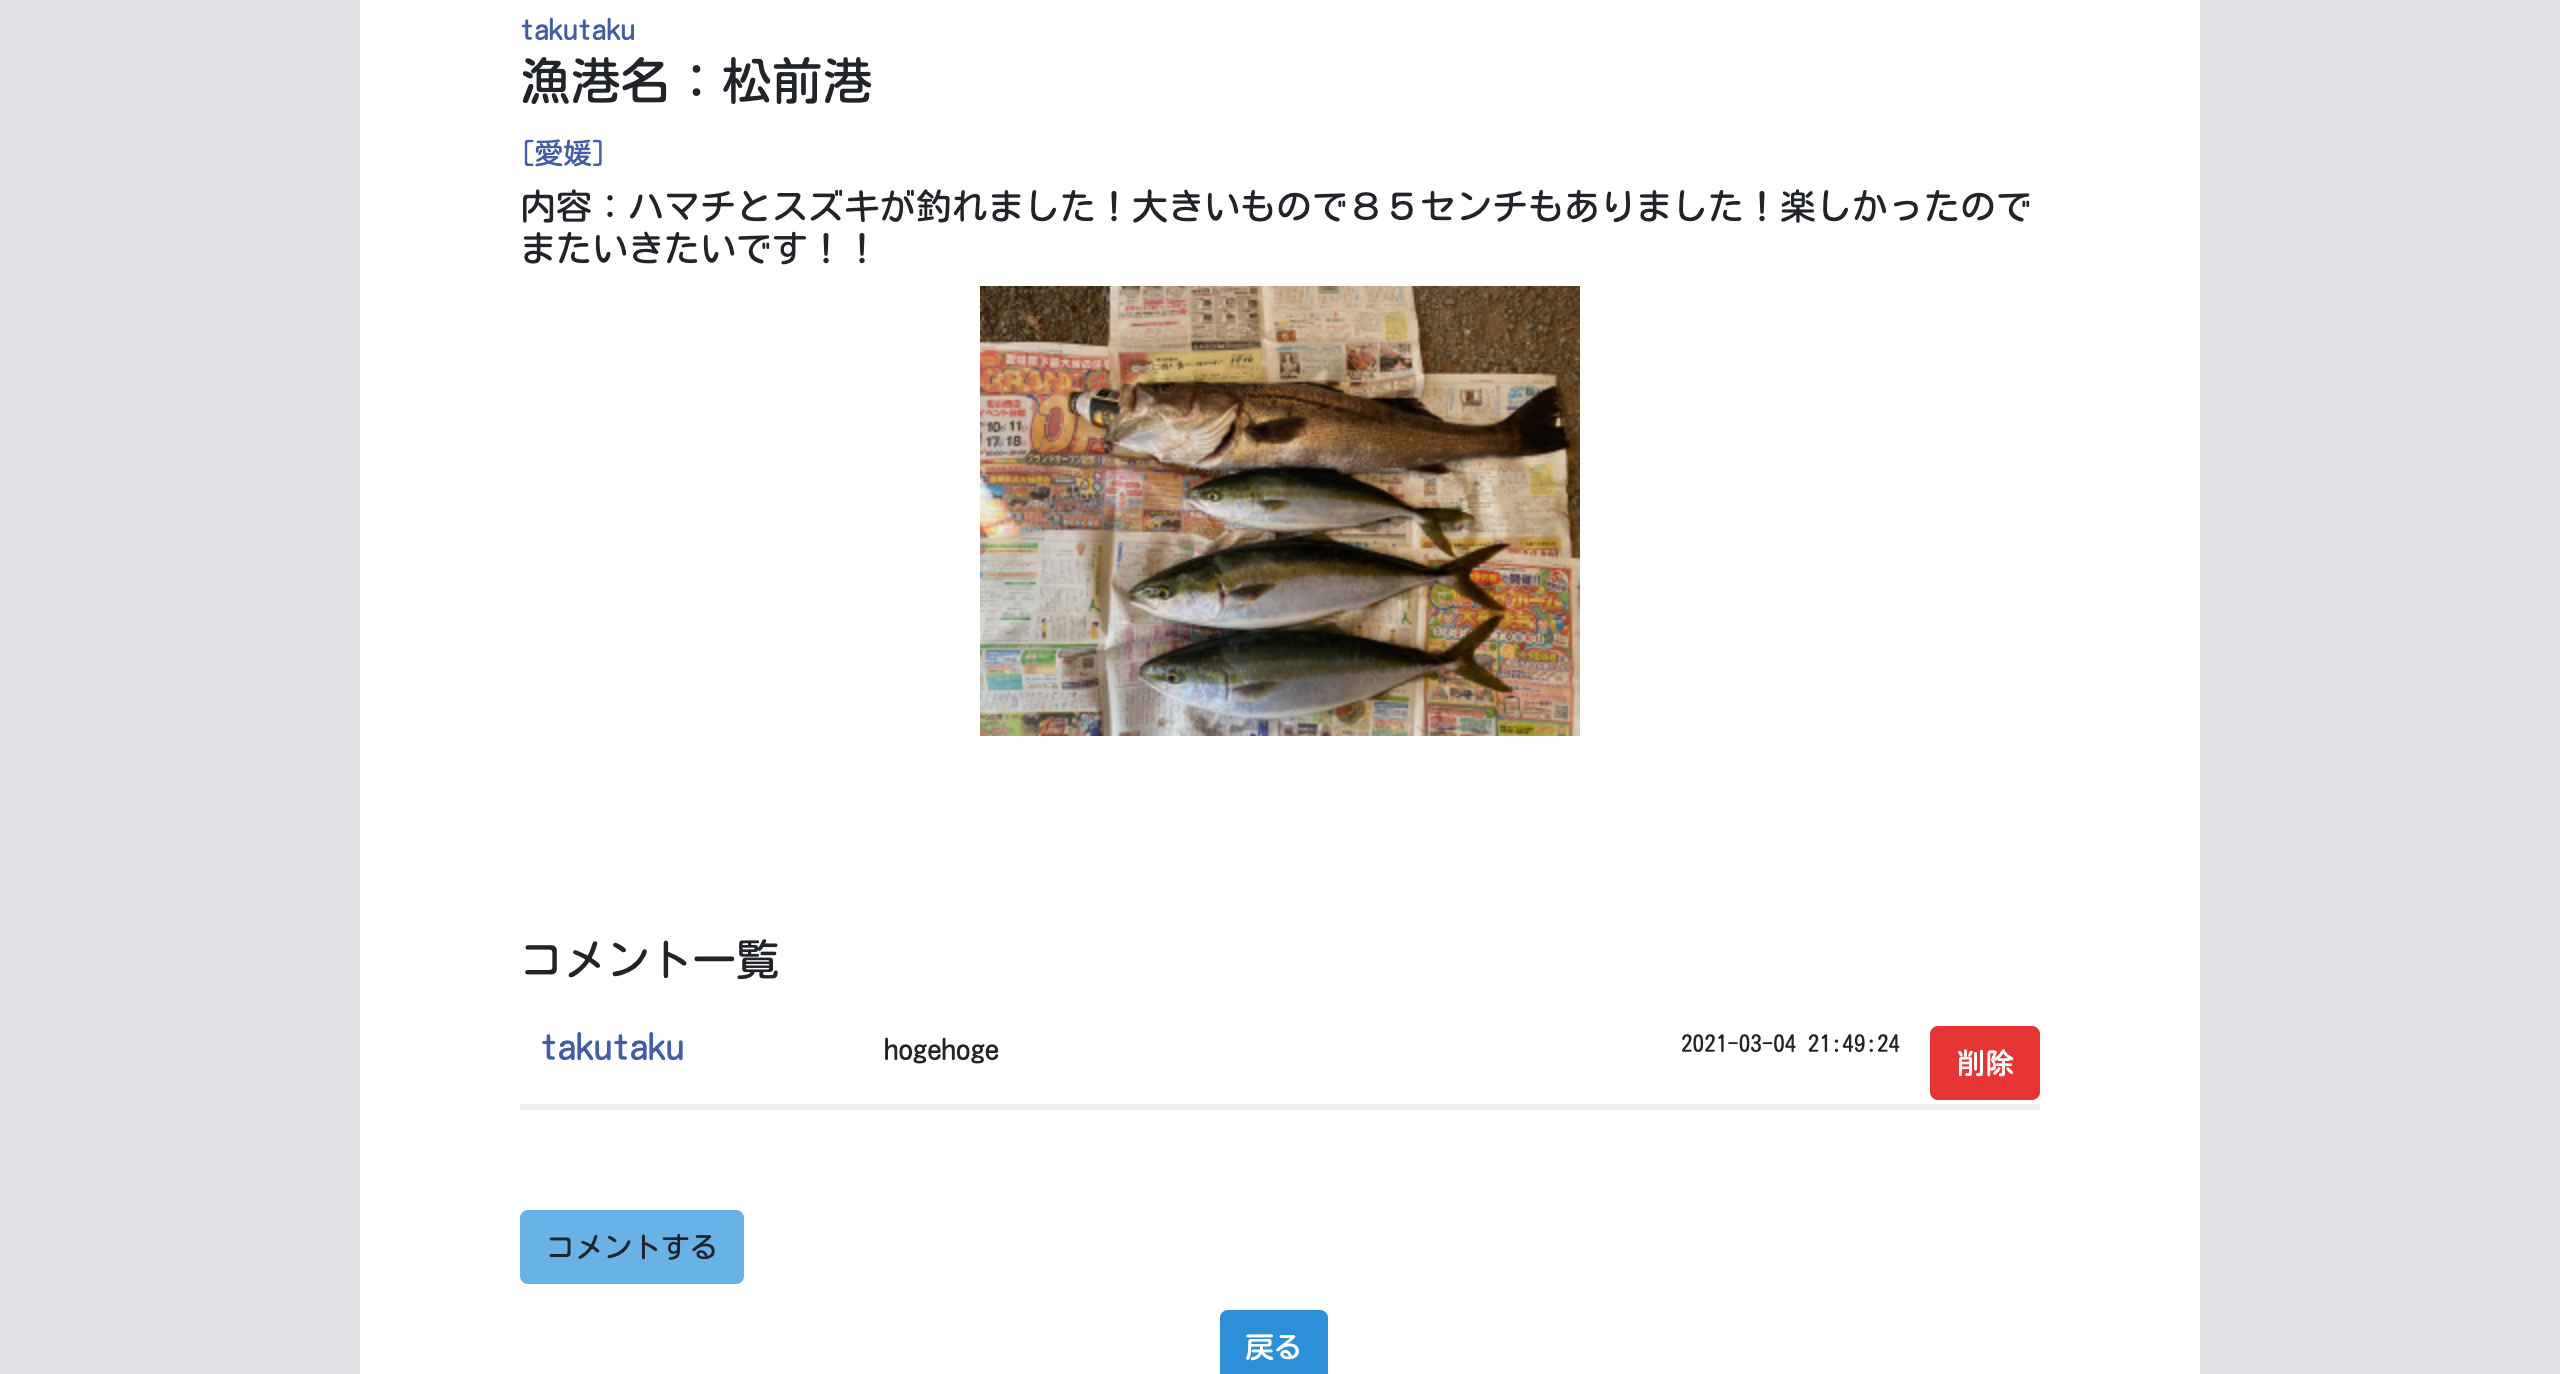 takutaku
漁港名：松前港
[愛媛]
内容：ハマチとスズキが釣れました！大きいもので８５センチもありました！楽しかったので
またいきたいです！！
10 11
17 18
コメント一覧
takutaku hogehoge 2021-03-04 21:49:24 削除
コメントする
戻る